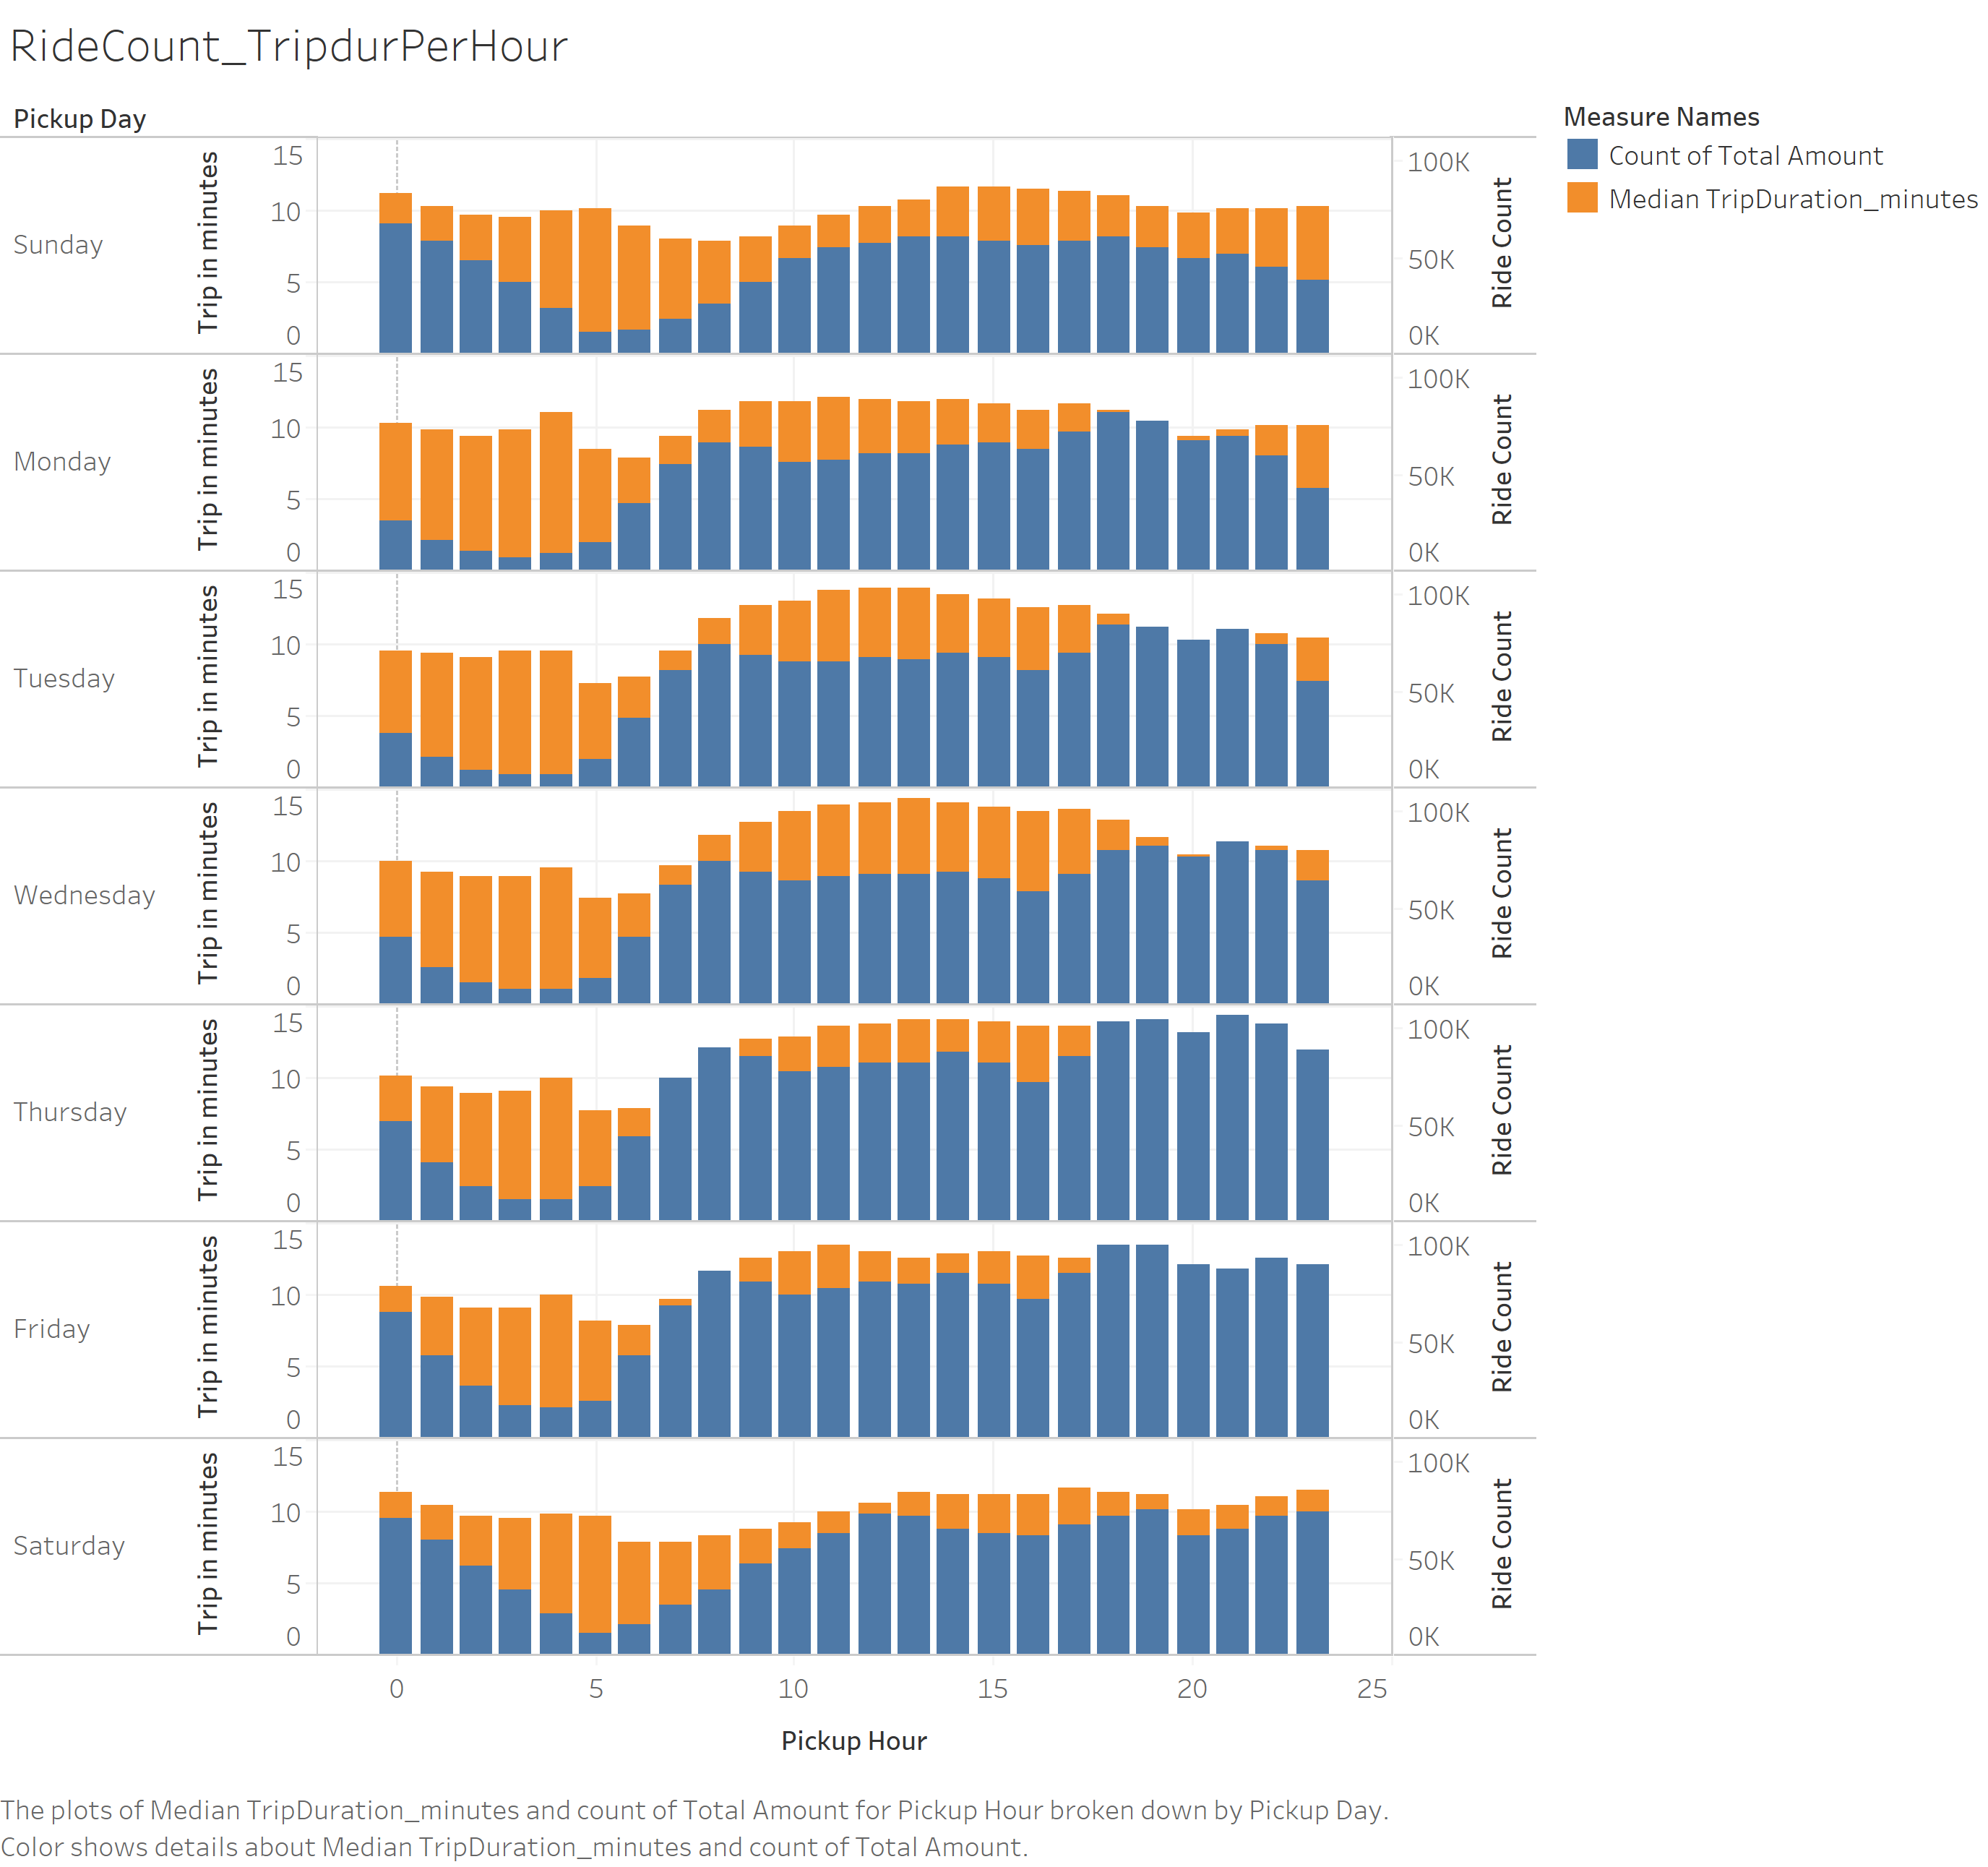 RideCount_TripdurPerHour
Pickup Day
Measure Names
Count of Total Amount
Median TripDuration_minutes
Sunday
Trip in minutes
15
10
5
0
100K
50K
0K
Ride Count
Monday
Trip in minutes
15
10
5
0
100K
50K
0K
Ride Count
Tuesday
Trip in minutes
15
10
5
0
100K
50K
0K
Ride Count
Wednesday
Trip in minutes
15
10
5
0
100K
50K
0K
Ride Count
Thursday
Trip in minutes
15
10
5
0
100K
50K
0K
Ride Count
Friday
Trip in minutes
15
10
5
0
100K
50K
0K
Ride Count
Saturday
Trip in minutes
15
10
5
0
100K
50K
0K
Ride Count
0 5 10 15 20 25
Pickup Hour
The plots of Median TripDuration_minutes and count of Total Amount for Pickup Hour broken down by Pickup Day.
Color shows details about Median TripDuration_minutes and count of Total Amount.